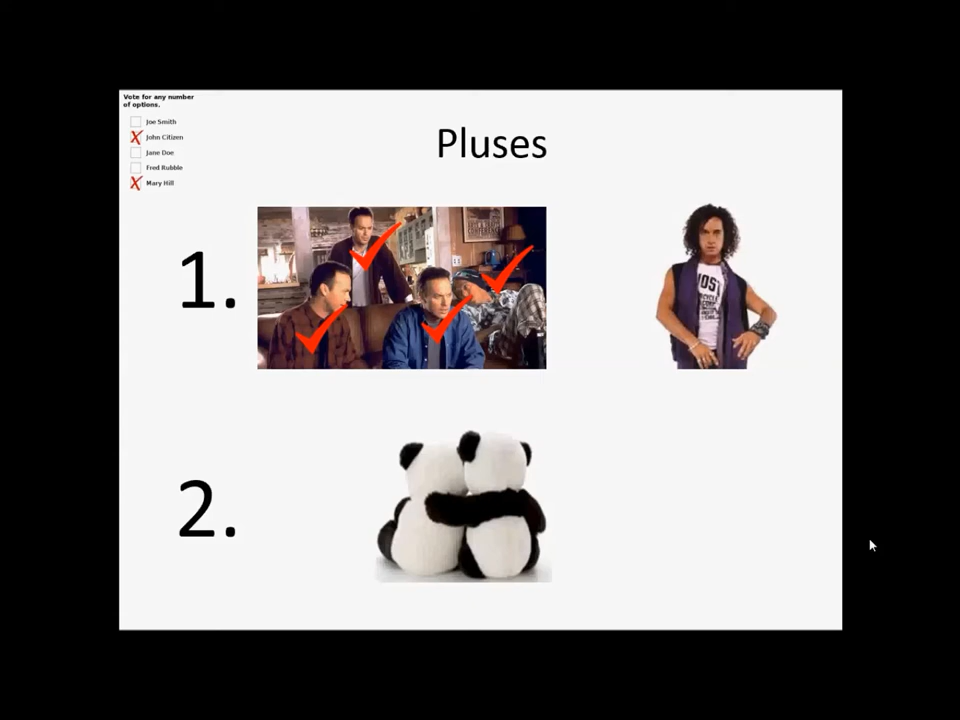 Vote for any number
of options.
Joe Smith
John Citizen
Jane Doe
Fred Rubble
Mary Hill
Pluses
1.
2.